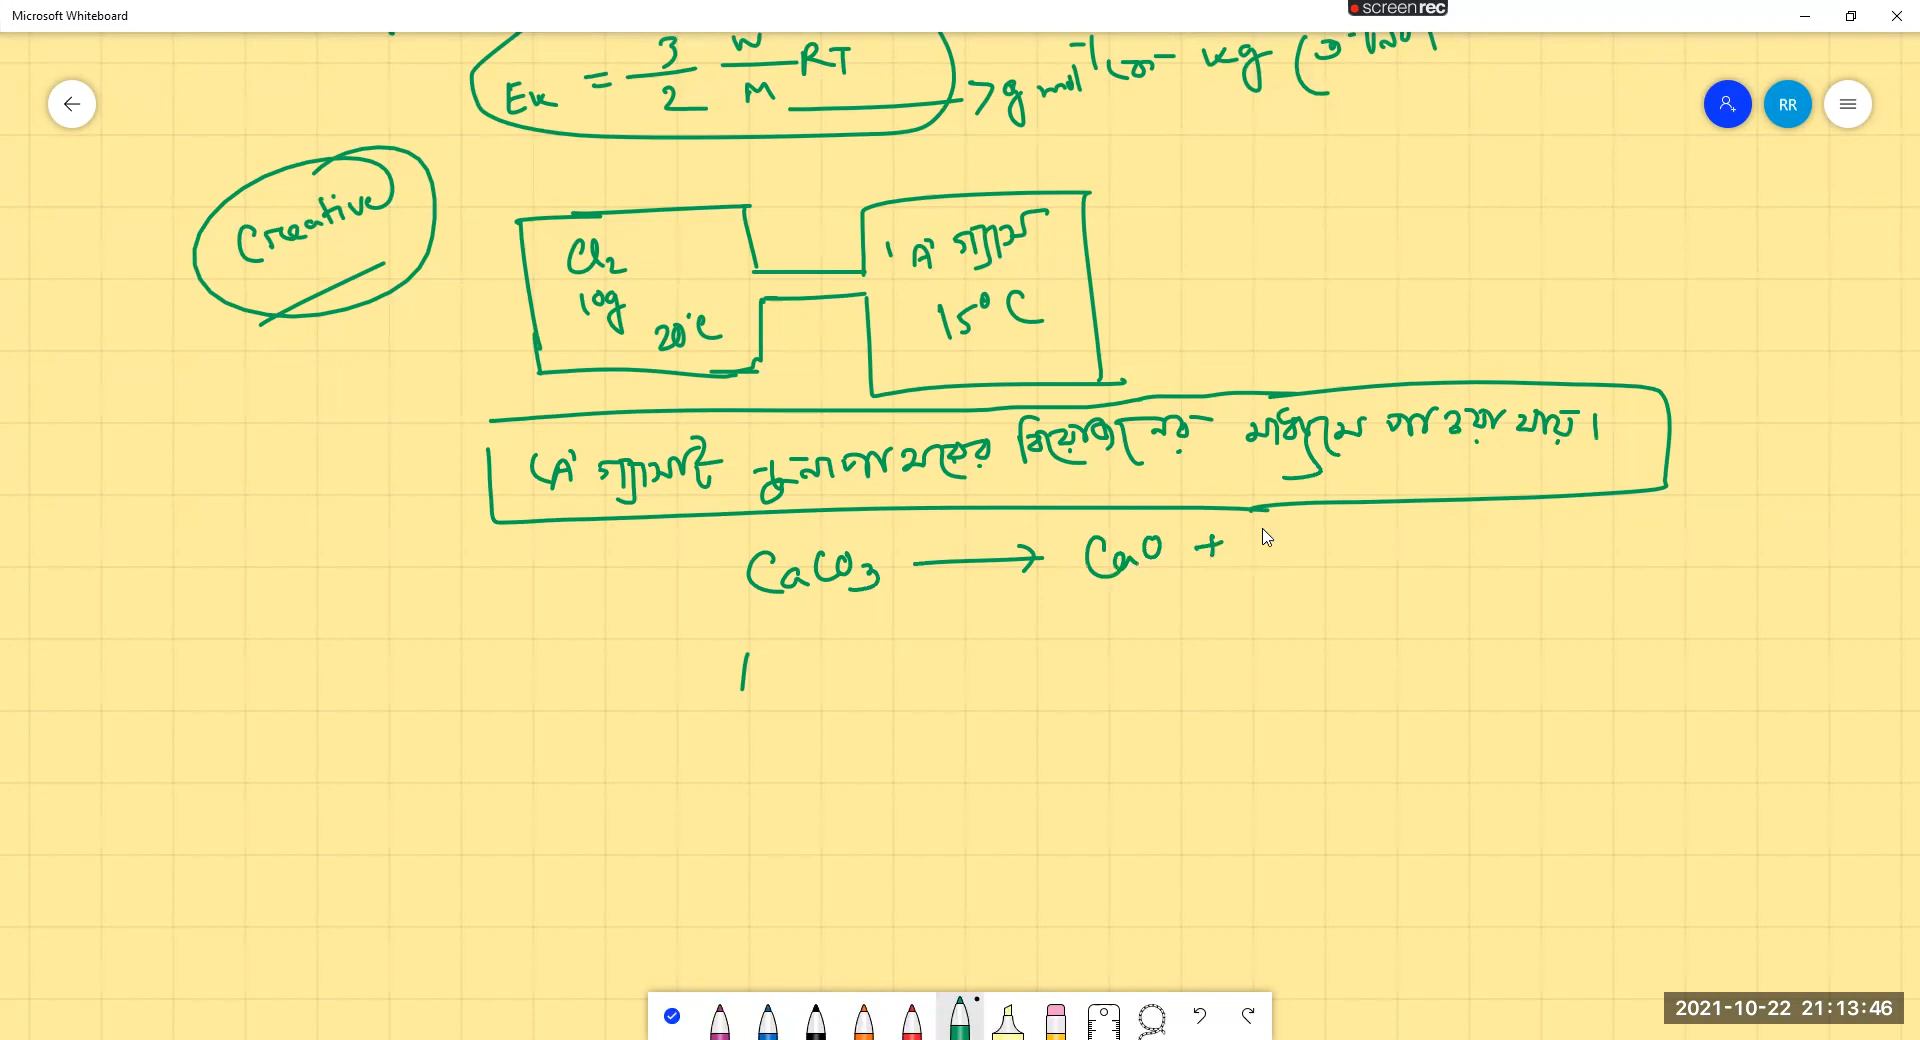 Microsoft Whiteboard
screenrec
Ek = 3/2 W/M RT
g mol⁻¹ কে kg
RR
Creative
Cl₂
10g
20°C
'A' গ্যাস
15°C
'A' গ্যাসটি চুনাপাথরের বিয়োজনের মাধ্যমে পাওয়া যায়।
CaCO₃ ⟶ CaO +
2021-10-22 21:13:46